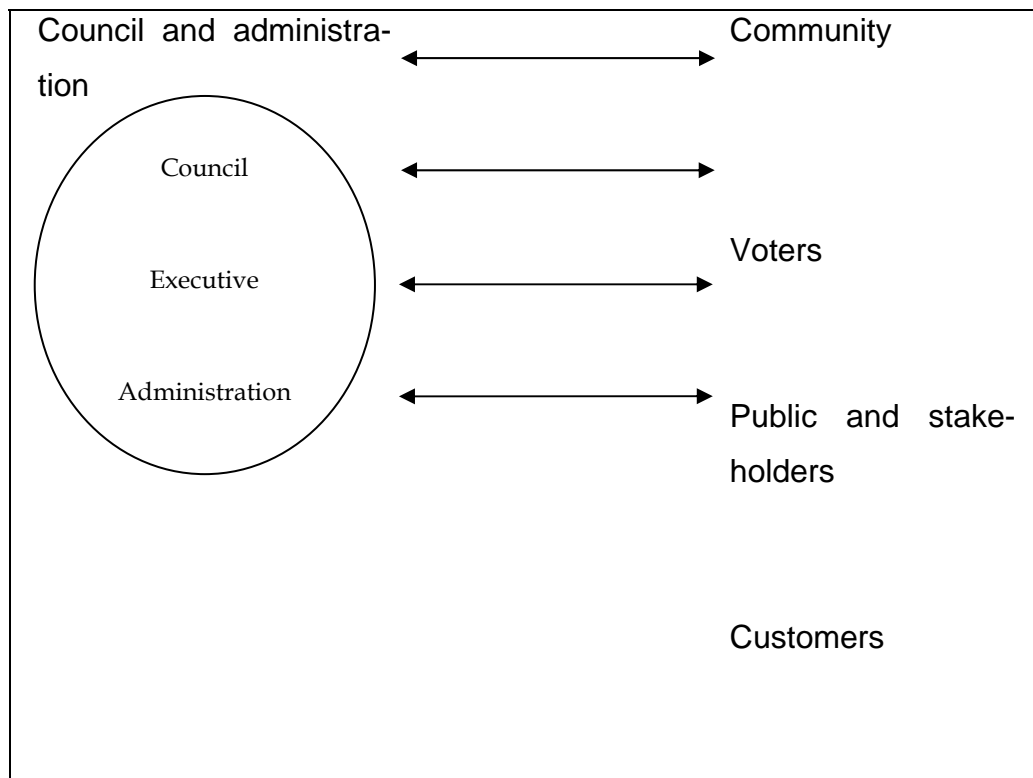 Council and administra-
tion
Community
Council
Voters
Executive
Administration
Public and stake-
holders
Customers